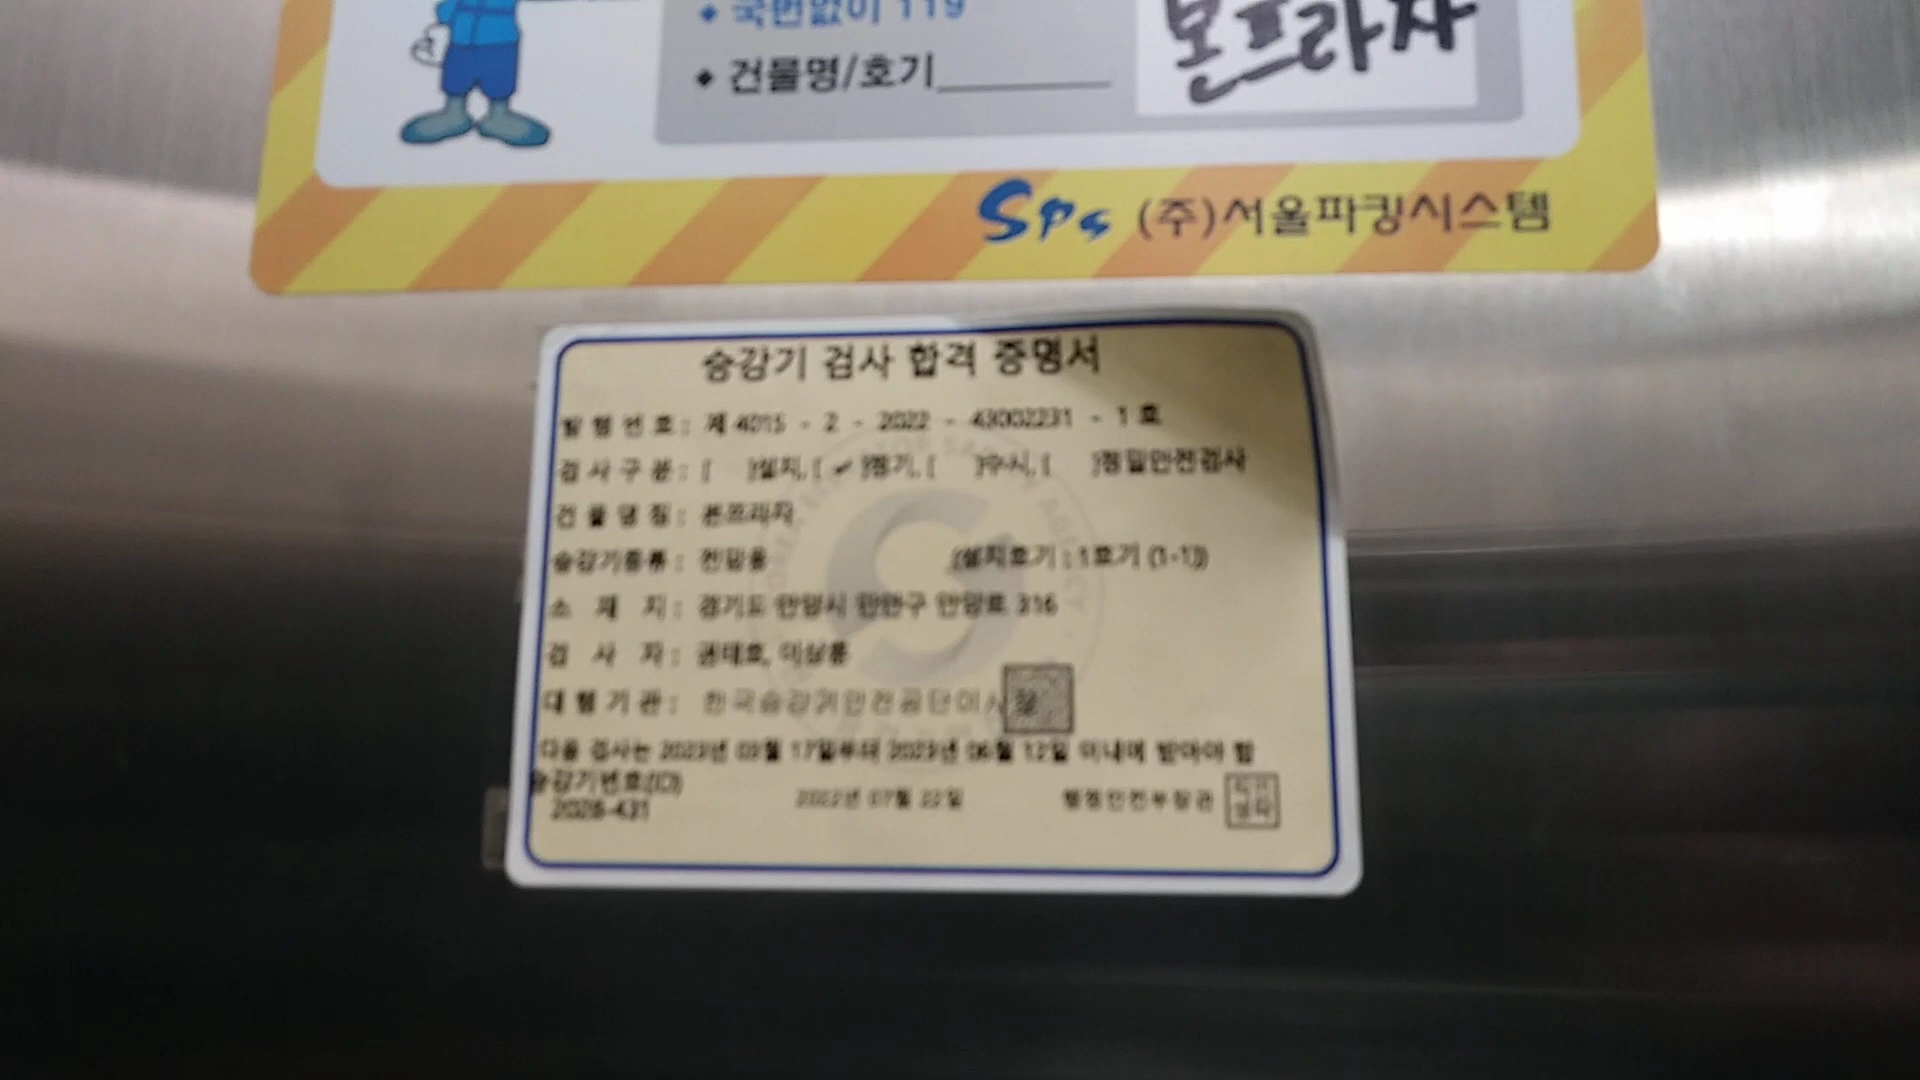 국번없이 119
건물명/호기
본프라자
Sps (주)서울파킹시스템
승강기 검사 합격 증명서
발행번호: 제 4015 - 2 - 2022 - 43002231 - 1 호
검사구분: [ ]설치, [✓]정기, [ ]수시, [ ]정밀안전검사
건물명칭: 본프라자
승강기종류: 전망용 (설치호기 : 1호기 (1-1))
소재지: 경기도 안양시 만안구 안양로 316
검사자:
대행기관: 한국승강기안전공단이사장
다음 검사는 2023년 03월 17일부터 2023년 06월 12일 이내에 받아야 함
승강기번호(ID)
2028-431
2022년 07월 22일
행정안전부장관